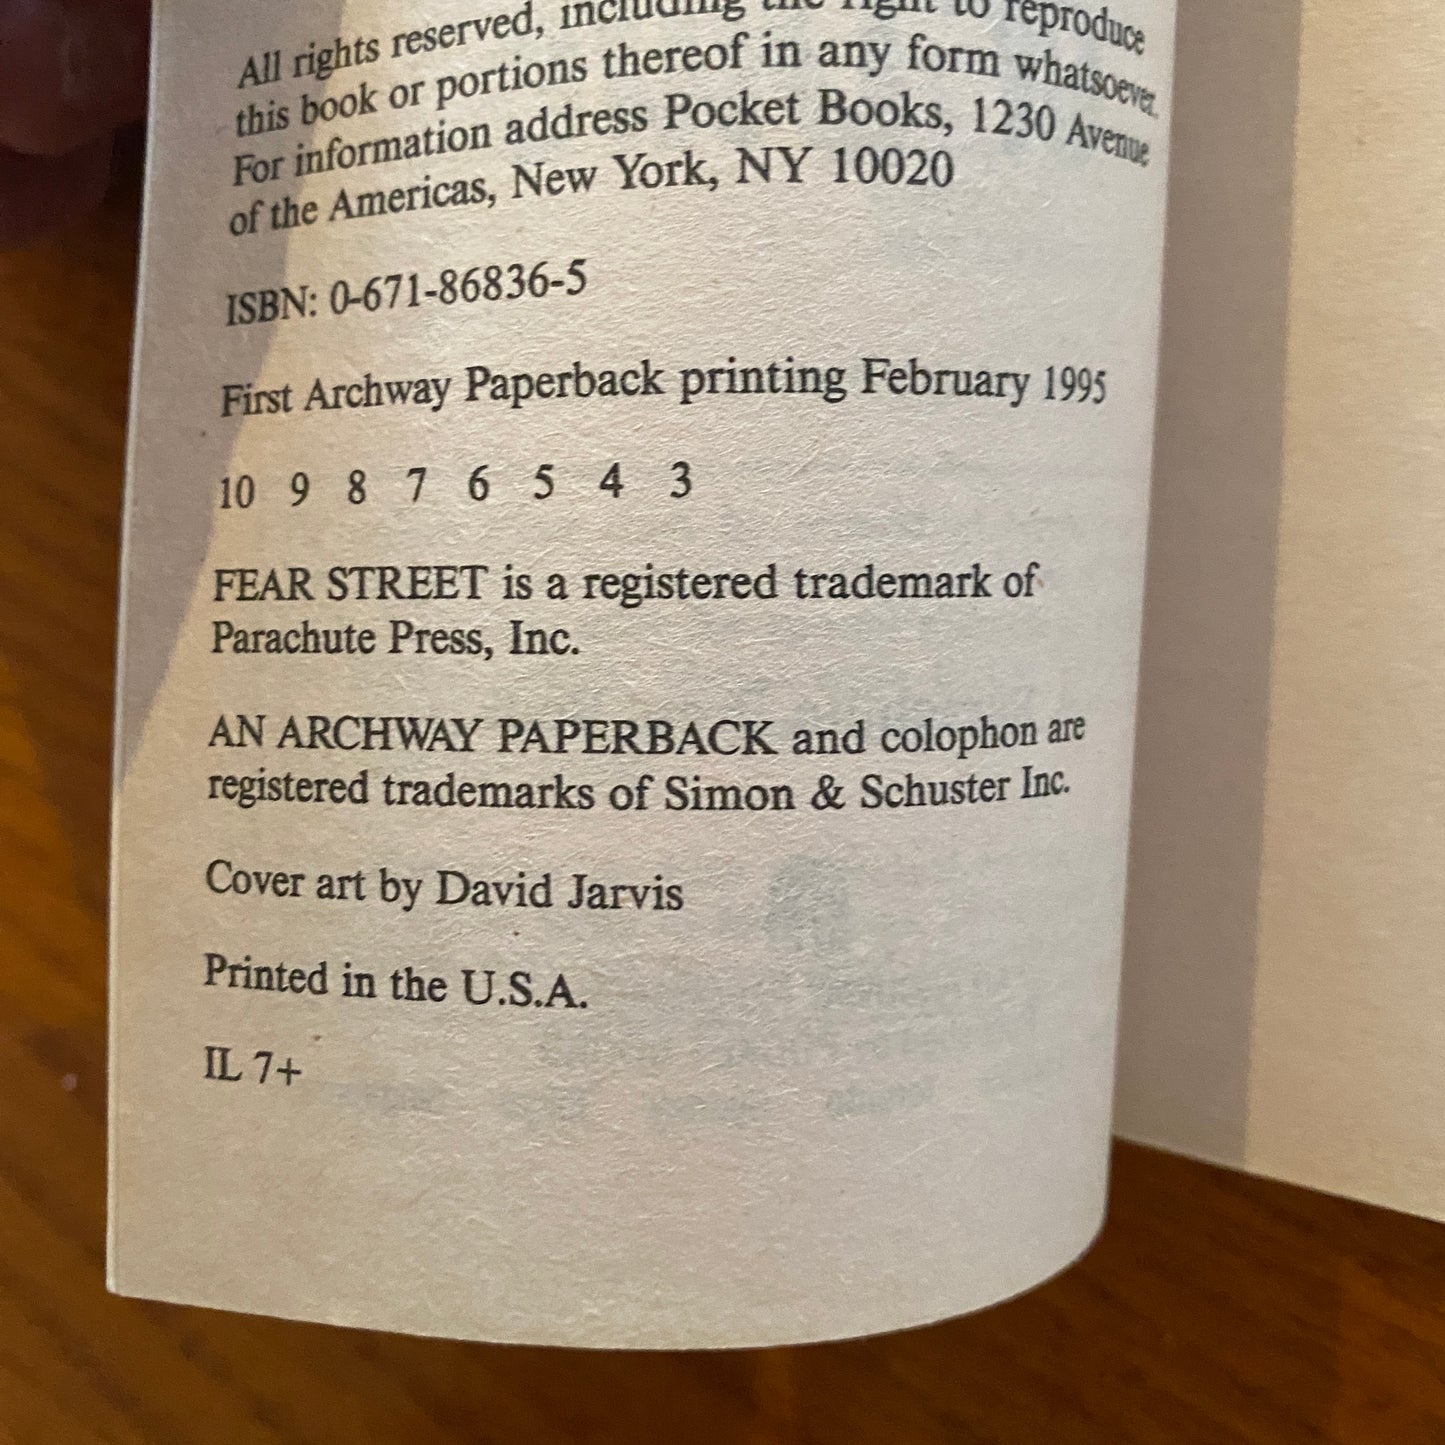 All rights reserved, including the right to reproduce
this book or portions thereof in any form whatsoever.
For information address Pocket Books, 1230 Avenue
of the Americas, New York, NY 10020
ISBN: 0-671-86836-5
First Archway Paperback printing February 1995
10 9 8 7 6 5 4 3
FEAR STREET is a registered trademark of
Parachute Press, Inc.
AN ARCHWAY PAPERBACK and colophon are
registered trademarks of Simon & Schuster Inc.
Cover art by David Jarvis
Printed in the U.S.A.
IL 7+